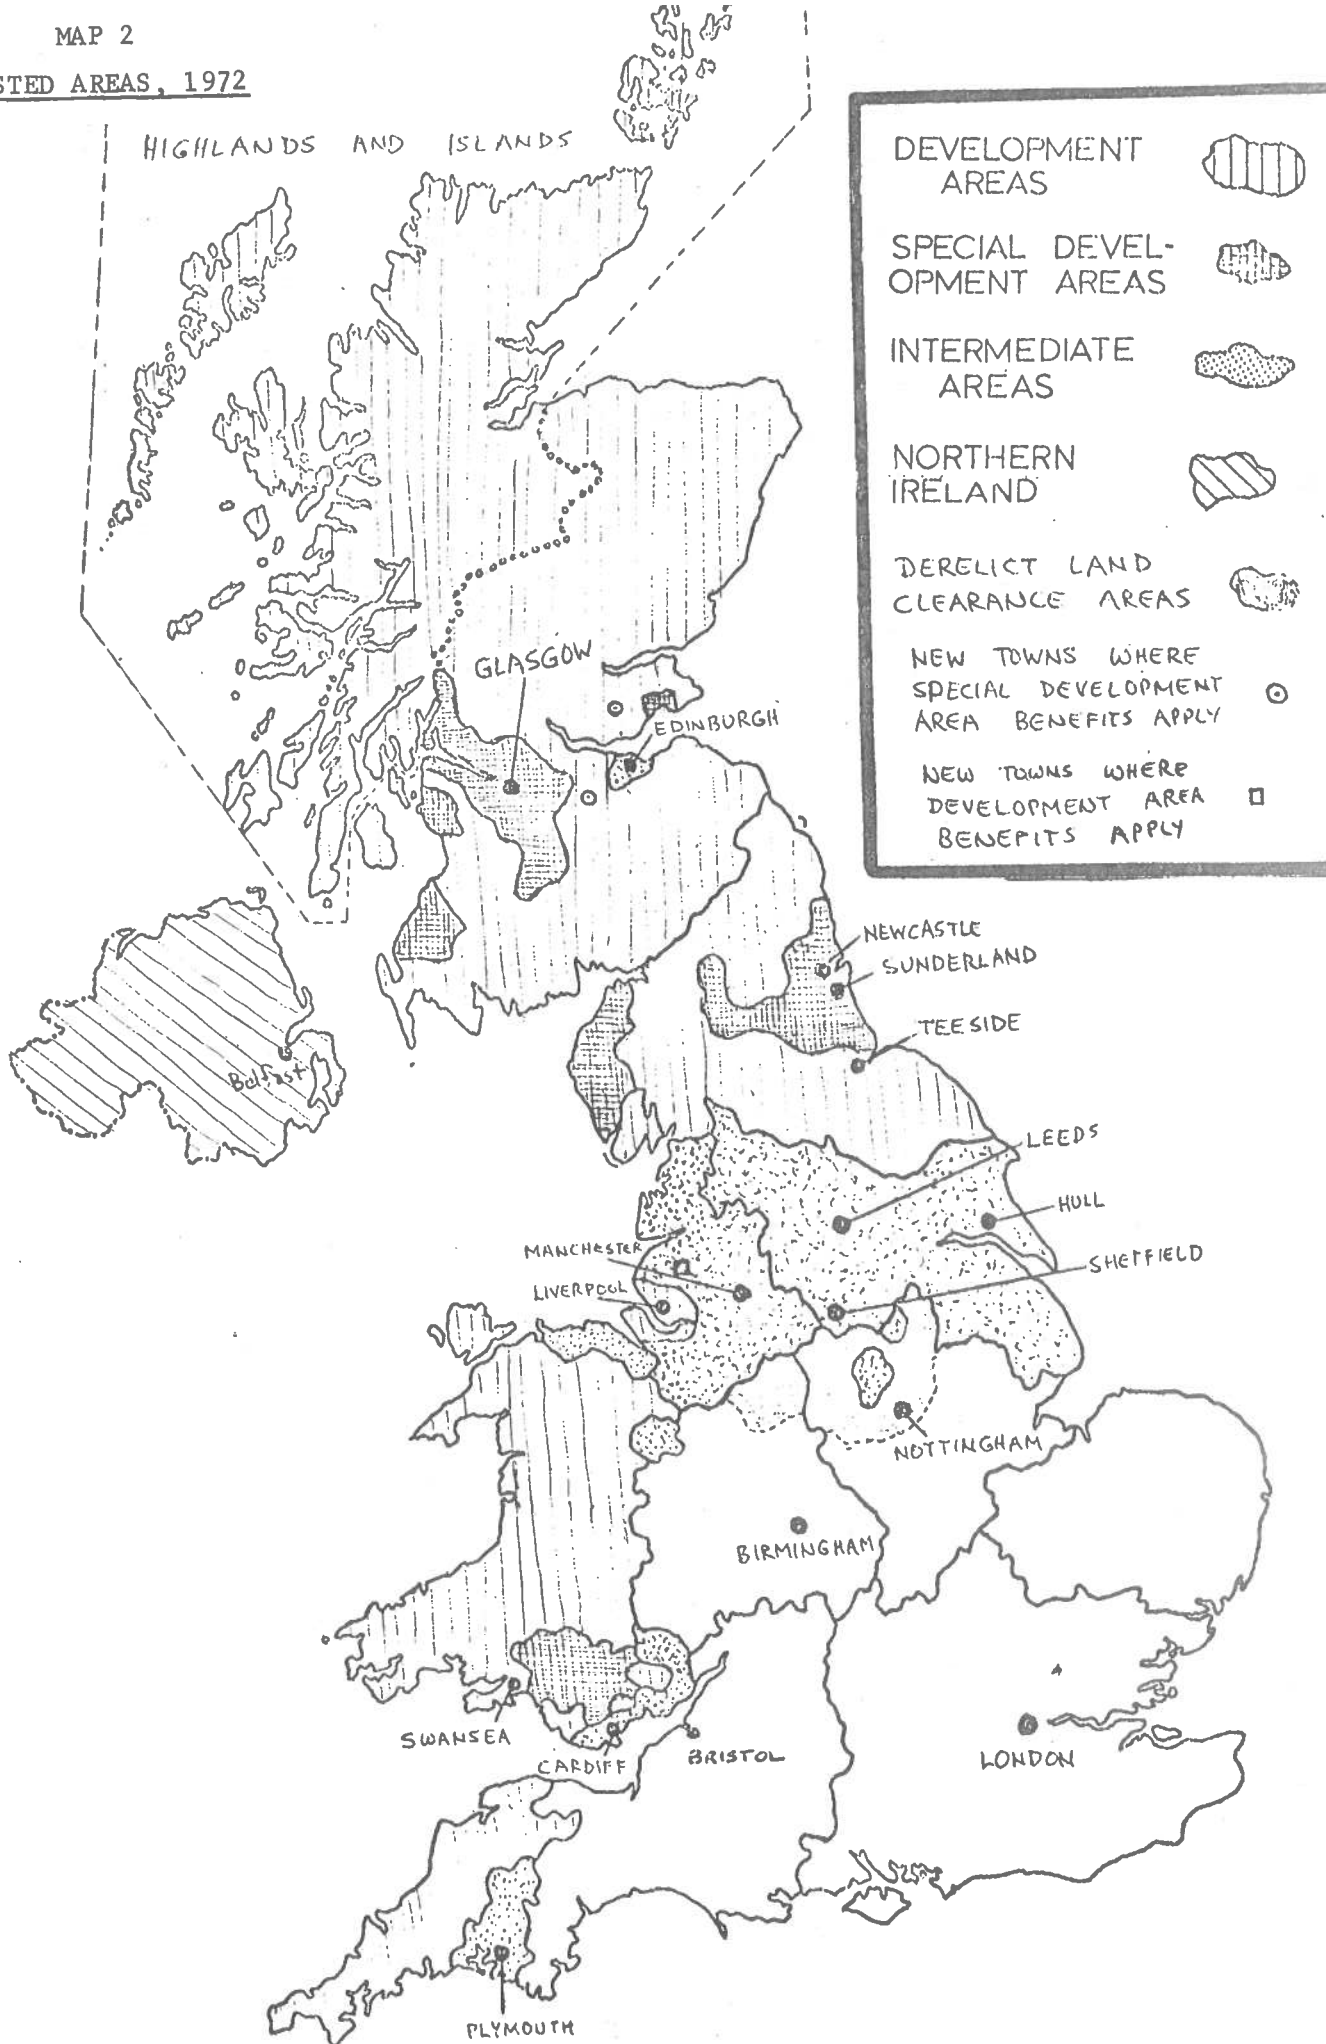 MAP 2
STED AREAS, 1972
HIGHLANDS AND ISLANDS
DEVELOPMENT
AREAS
SPECIAL DEVEL-
OPMENT AREAS
INTERMEDIATE
AREAS
NORTHERN
IRELAND
DERELICT LAND
CLEARANCE AREAS
NEW TOWNS WHERE
SPECIAL DEVELOPMENT
AREA BENEFITS APPLY
NEW TOWNS WHERE
DEVELOPMENT AREA
BENEFITS APPLY
GLASGOW
EDINBURGH
NEWCASTLE
SUNDERLAND
TEESIDE
Belfast
LEEDS
HULL
MANCHESTER
SHEFFIELD
LIVERPOOL
NOTTINGHAM
BIRMINGHAM
SWANSEA
CARDIFF
BRISTOL
LONDON
PLYMOUTH